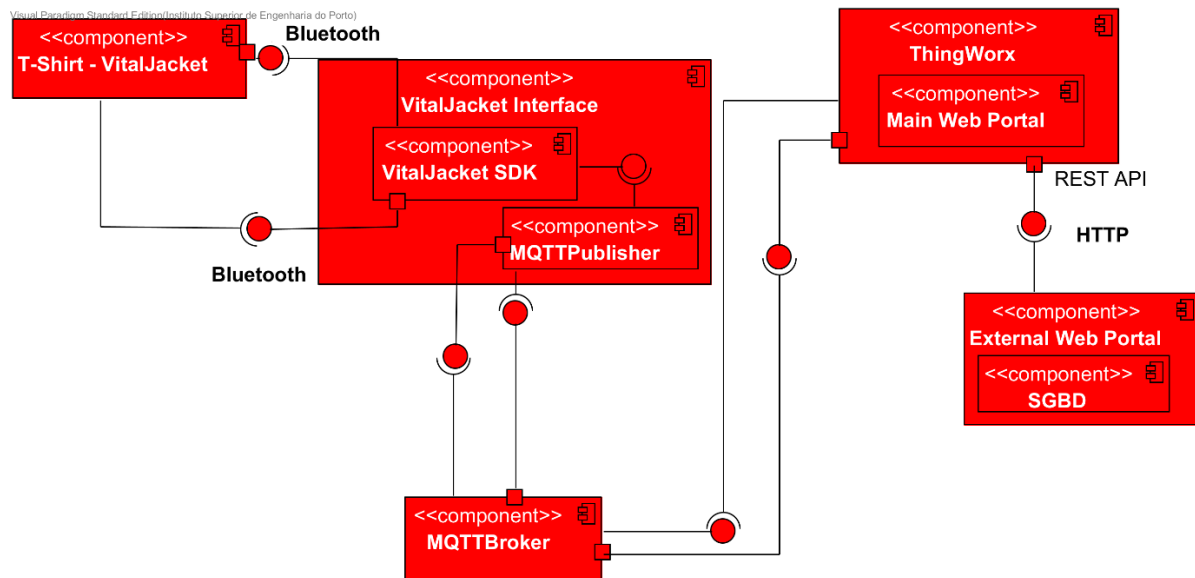 Visual Paradigm Standard Edition(Instituto Superior de Engenharia do Porto)
<<component>>
T-Shirt - VitalJacket
Bluetooth
<<component>>
VitalJacket Interface
<<component>>
VitalJacket SDK
<<component>>
MQTTPublisher
Bluetooth
<<component>>
MQTTBroker
<<component>>
ThingWorx
<<component>>
Main Web Portal
REST API
HTTP
<<component>>
External Web Portal
<<component>>
SGBD